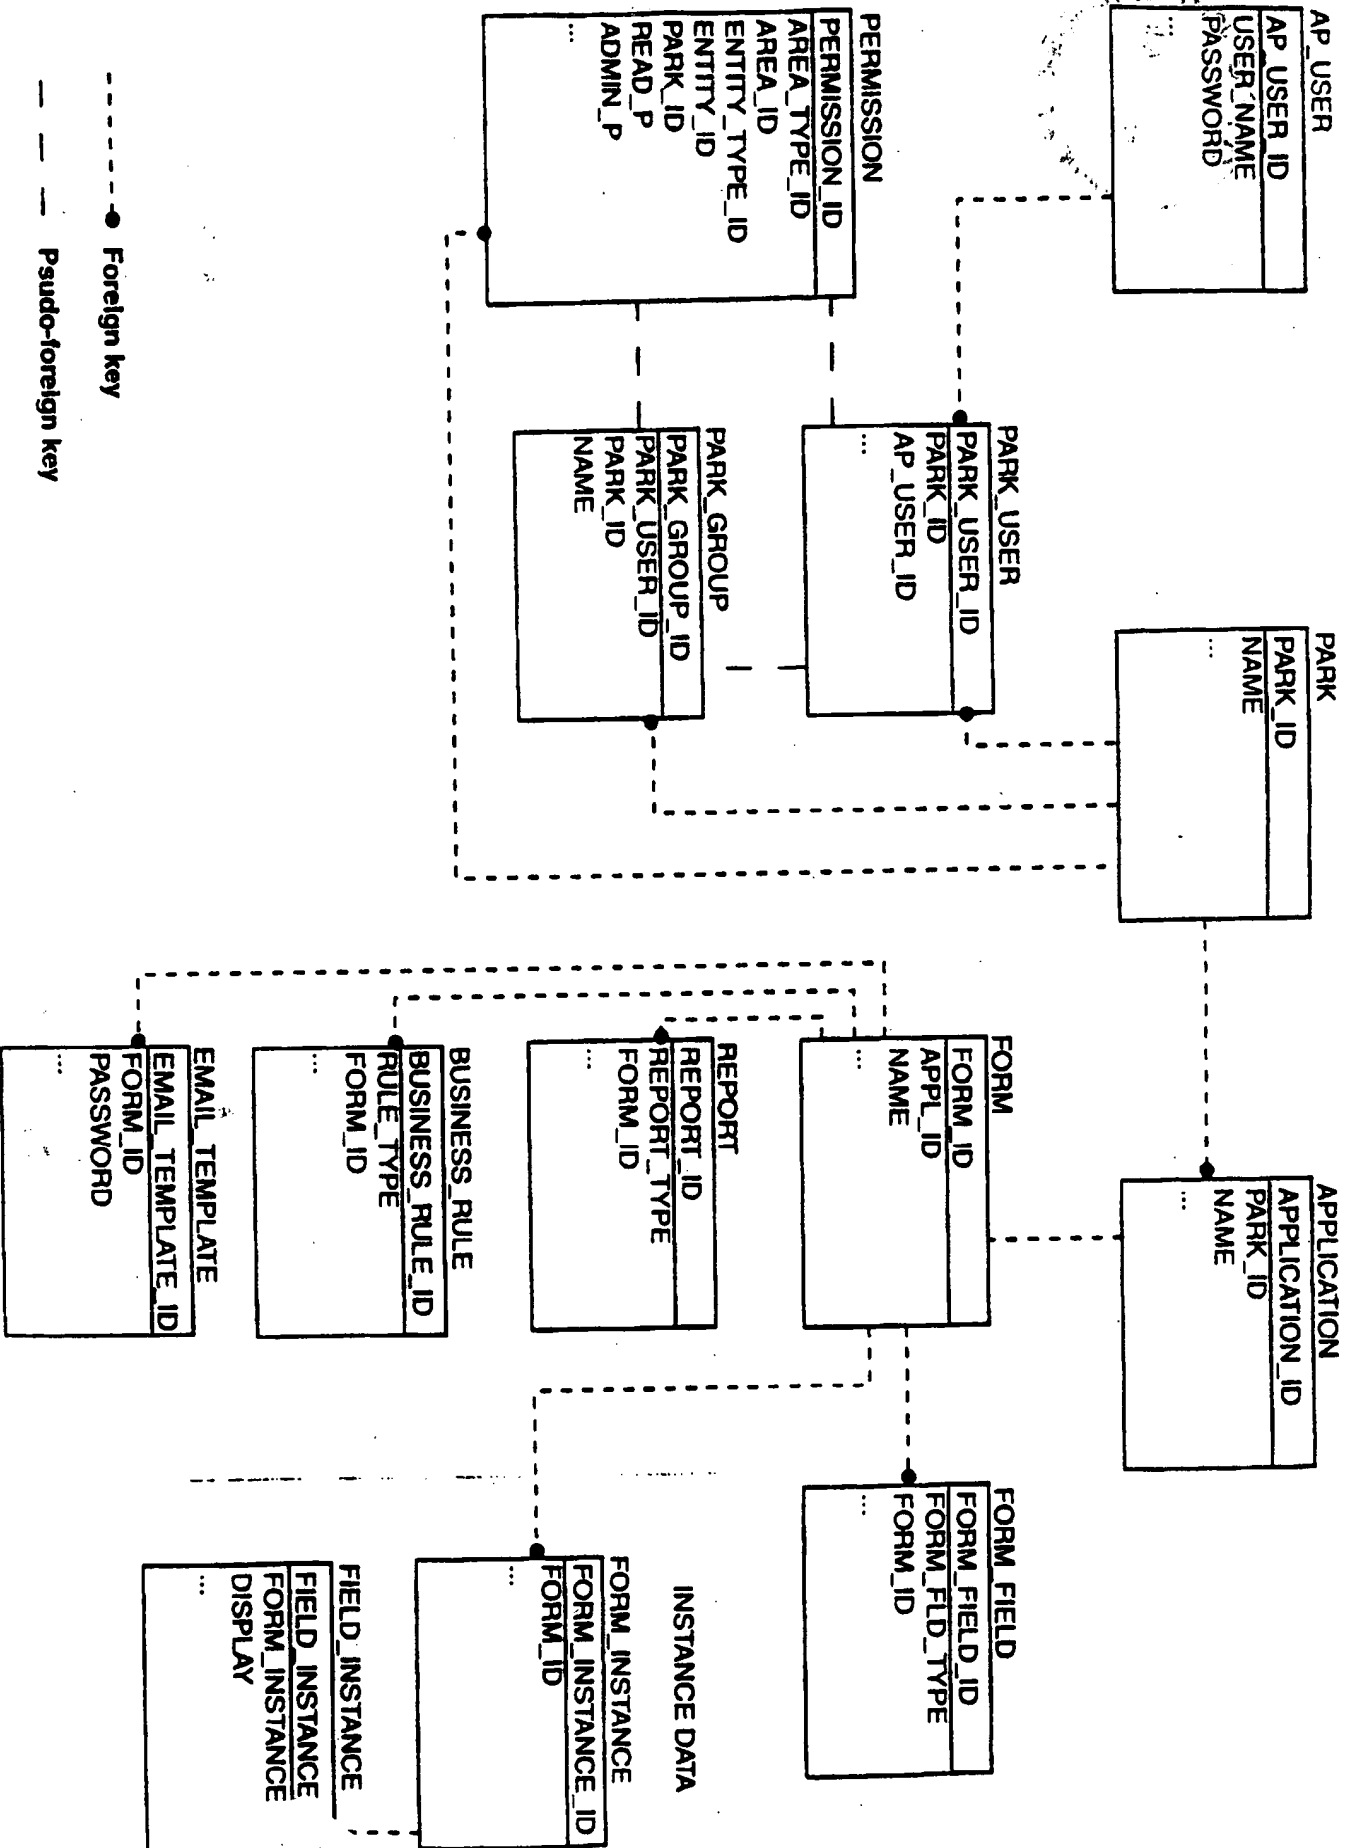 AP_USER
AP_USER_ID
USER_NAME
PASSWORD
...
PARK
PARK_ID
NAME
...
APPLICATION
APPLICATION_ID
PARK_ID
NAME
...
PERMISSION
PERMISSION_ID
AREA_TYPE_ID
AREA_ID
ENTITY_TYPE_ID
ENTITY_ID
PARK_ID
READ_P
ADMIN_P
...
PARK_USER
PARK_USER_ID
PARK_ID
AP_USER_ID
...
PARK_GROUP
PARK_GROUP_ID
PARK_USER_ID
PARK_ID
NAME
FORM
FORM_ID
APPL_ID
NAME
...
FORM_FIELD
FORM_FIELD_ID
FORM_FLD_TYPE
FORM_ID
...
REPORT
REPORT_ID
REPORT_TYPE
FORM_ID
...
BUSINESS_RULE
BUSINESS_RULE_ID
RULE_TYPE
FORM_ID
...
EMAIL_TEMPLATE
EMAIL_TEMPLATE_ID
FORM_ID
PASSWORD
...
INSTANCE DATA
FORM_INSTANCE
FORM_INSTANCE_ID
FORM_ID
...
FIELD_INSTANCE
FIELD_INSTANCE
FORM_INSTANCE
DISPLAY
...
Foreign key
Psudo-foreign key